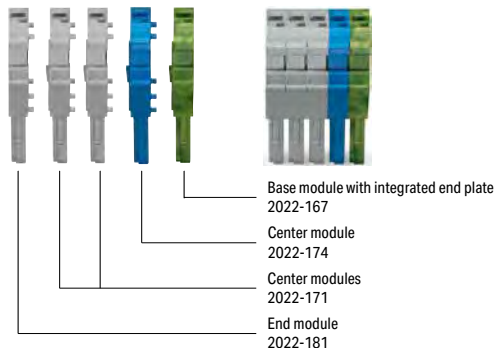 Base module with integrated end plate
2022-167
Center module
2022-174
Center modules
2022-171
End module
2022-181